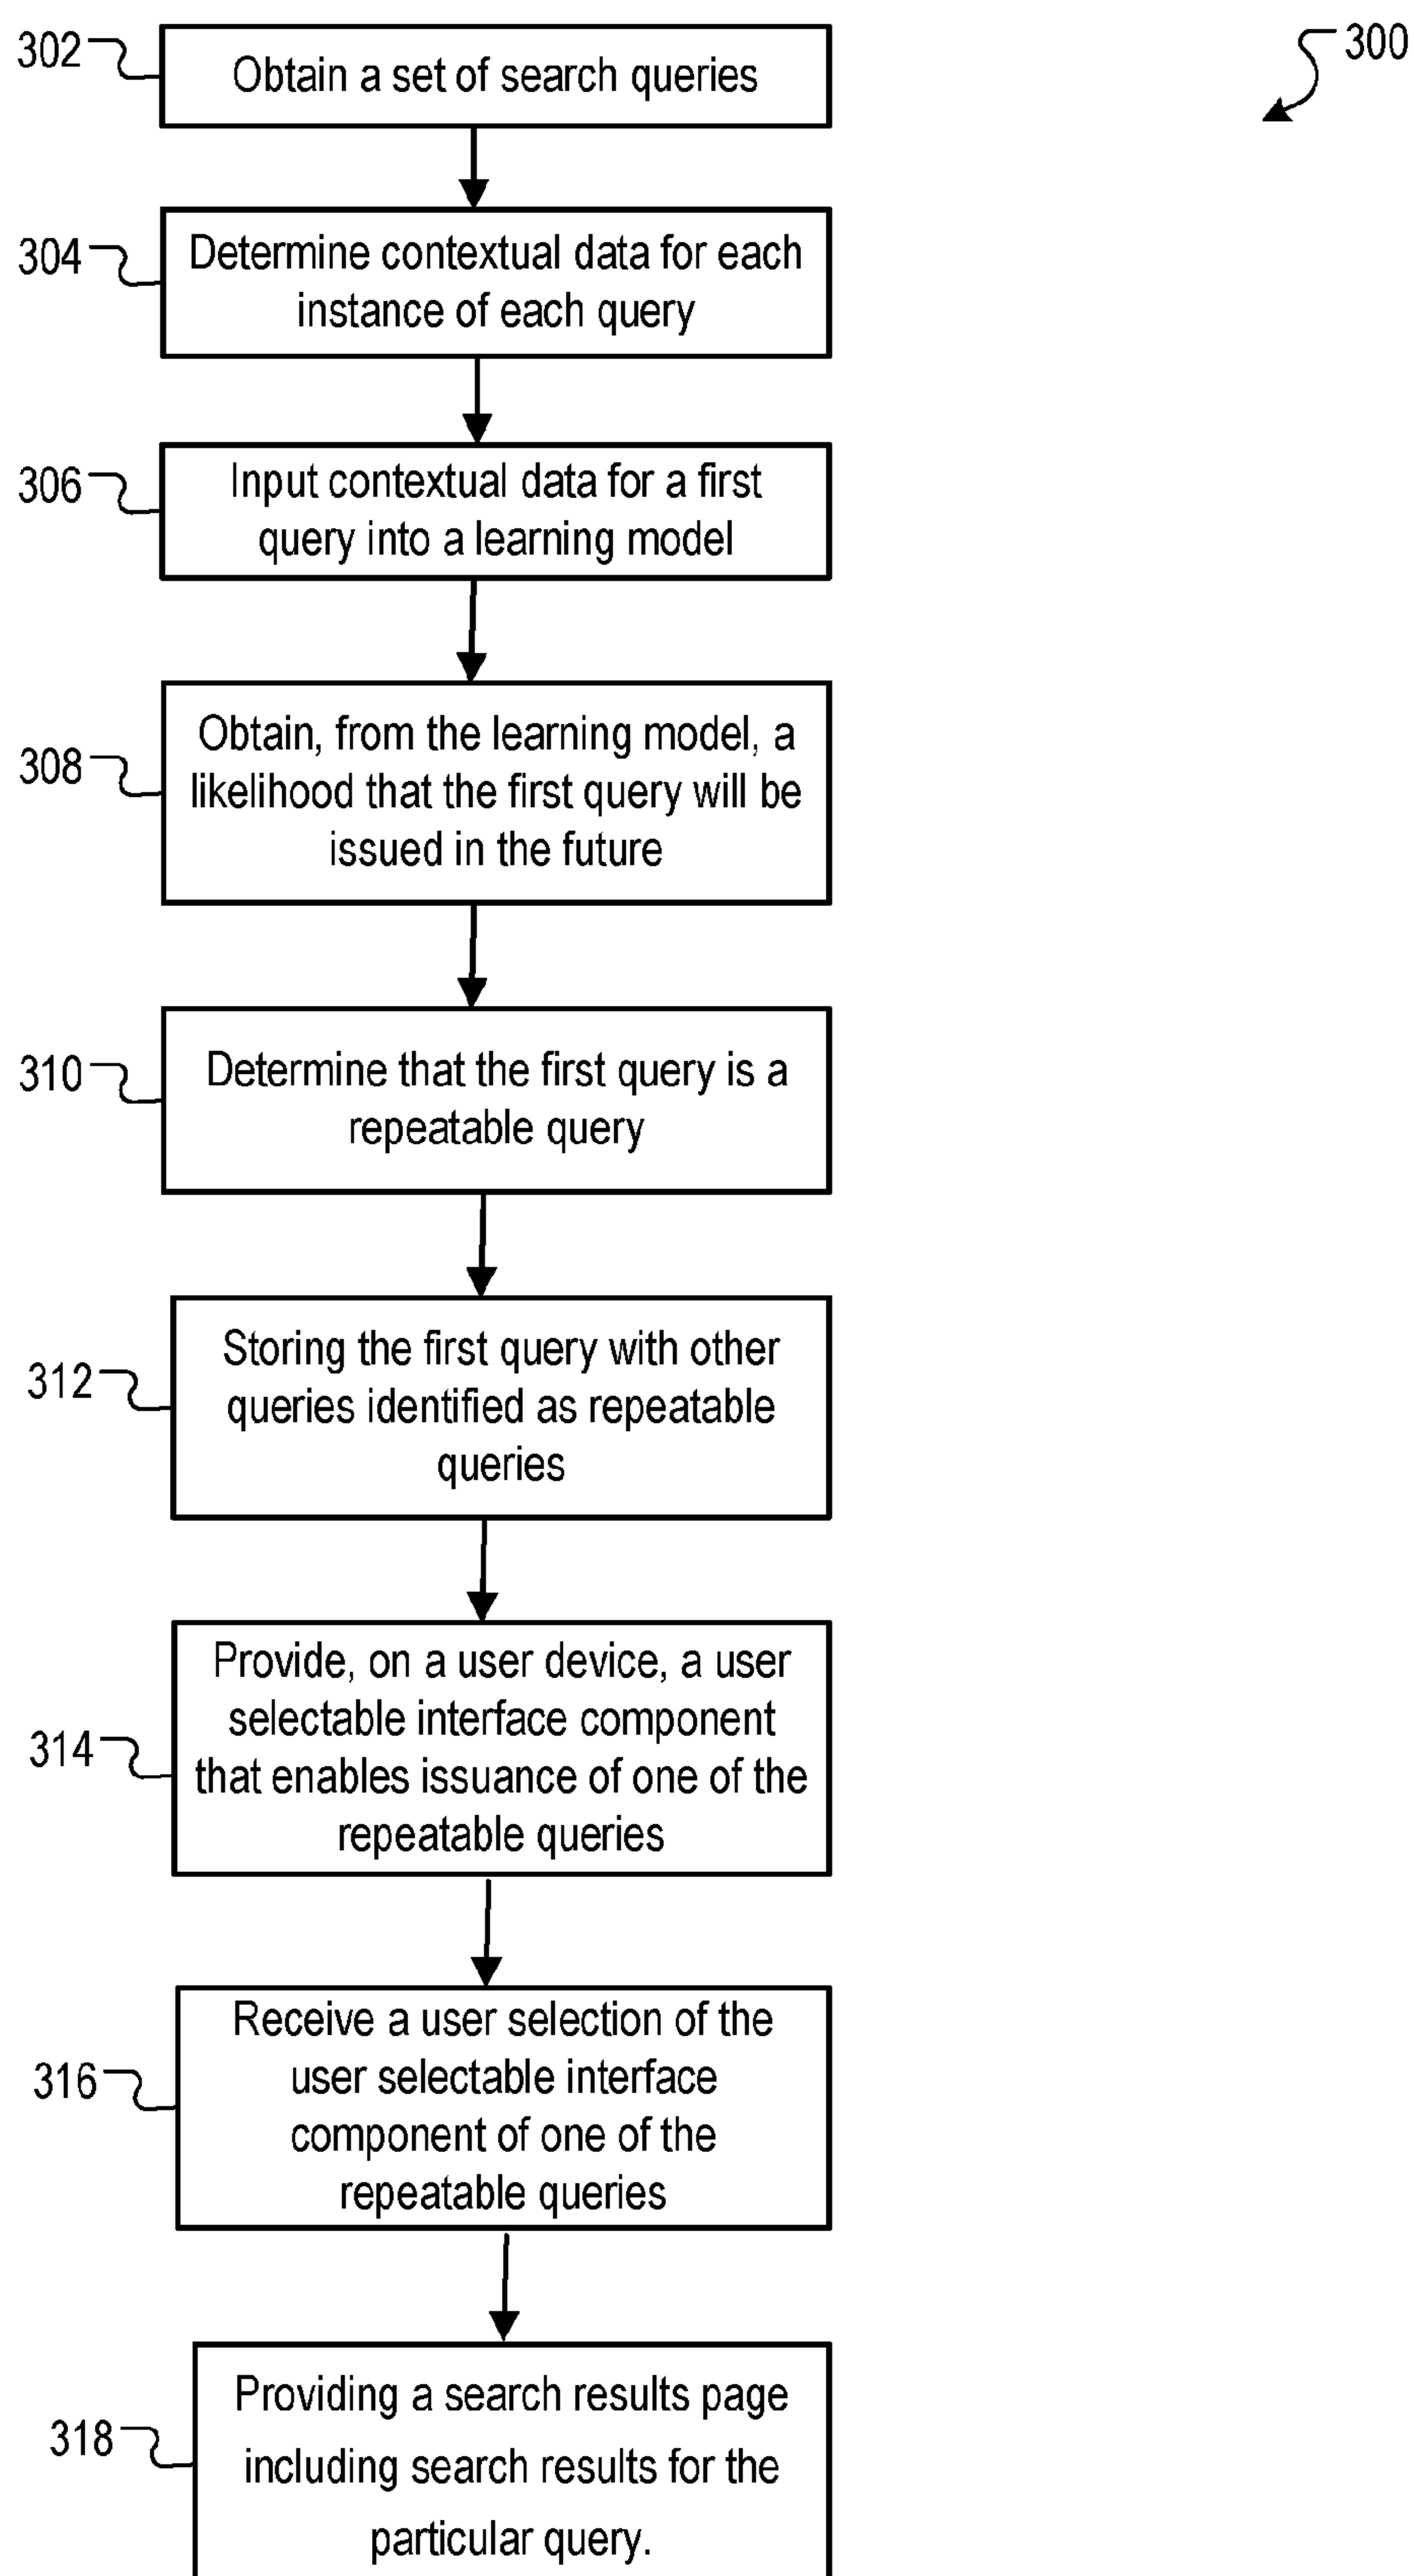 300
302
Obtain a set of search queries
304
Determine contextual data for each
instance of each query
306
Input contextual data for a first
query into a learning model
308
Obtain, from the learning model, a
likelihood that the first query will be
issued in the future
310
Determine that the first query is a
repeatable query
312
Storing the first query with other
queries identified as repeatable
queries
314
Provide, on a user device, a user
selectable interface component
that enables issuance of one of the
repeatable queries
316
Receive a user selection of the
user selectable interface
component of one of the
repeatable queries
318
Providing a search results page
including search results for the
particular query.